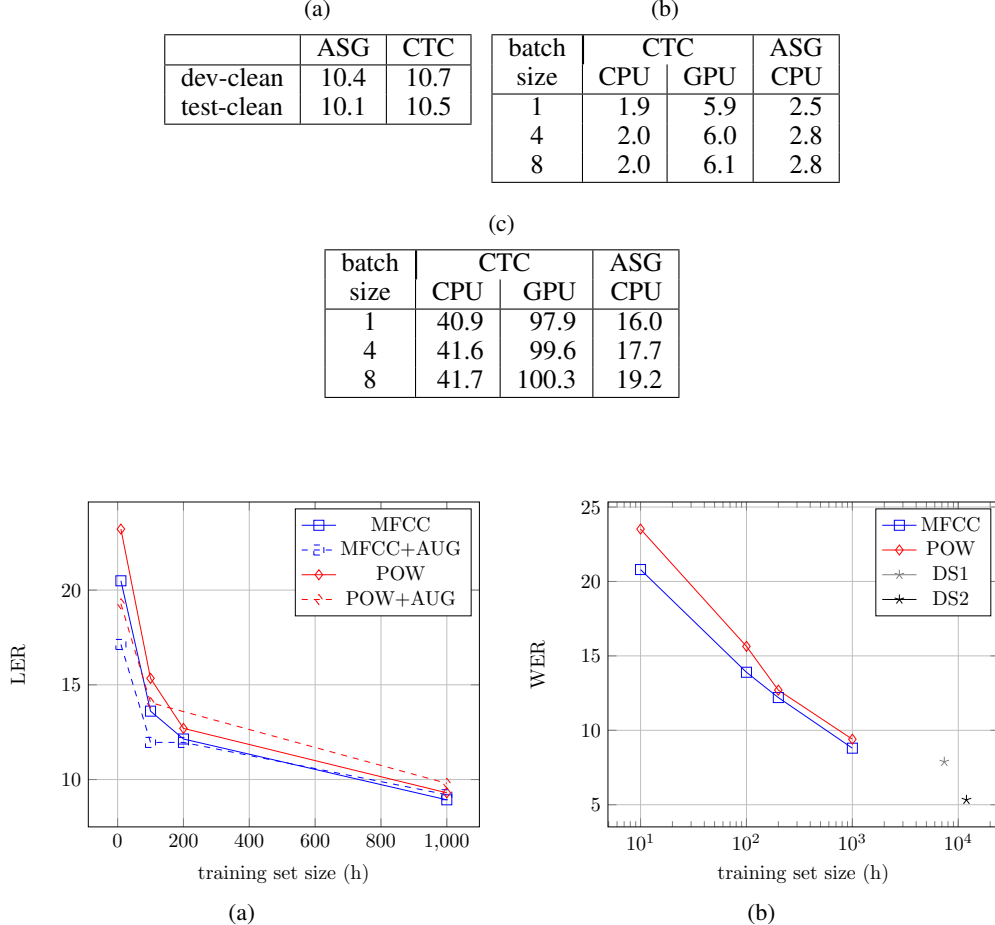 (a)
ASG CTC
dev-clean 10.4 10.7
test-clean 10.1 10.5
(b)
batch CTC ASG
size CPU GPU CPU
1 1.9 5.9 2.5
4 2.0 6.0 2.8
8 2.0 6.1 2.8
(c)
batch CTC ASG
size CPU GPU CPU
1 40.9 97.9 16.0
4 41.6 99.6 17.7
8 41.7 100.3 19.2
LER
20
15
10
MFCC
MFCC+AUG
POW
POW+AUG
0 200 400 600 800 1,000
training set size (h)
(a)
WER
25
20
15
10
5
MFCC
POW
DS1
DS2
10^1 10^2 10^3 10^4
training set size (h)
(b)